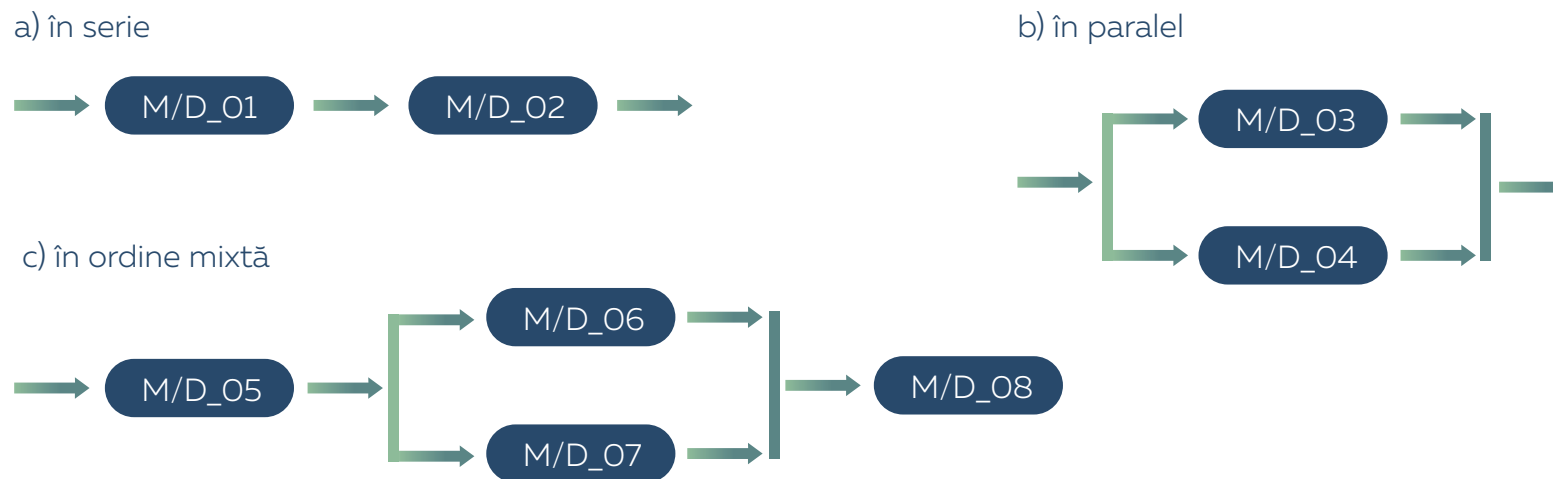 a) în serie
M/D_01
M/D_02
b) în paralel
M/D_03
M/D_04
c) în ordine mixtă
M/D_05
M/D_06
M/D_07
M/D_08